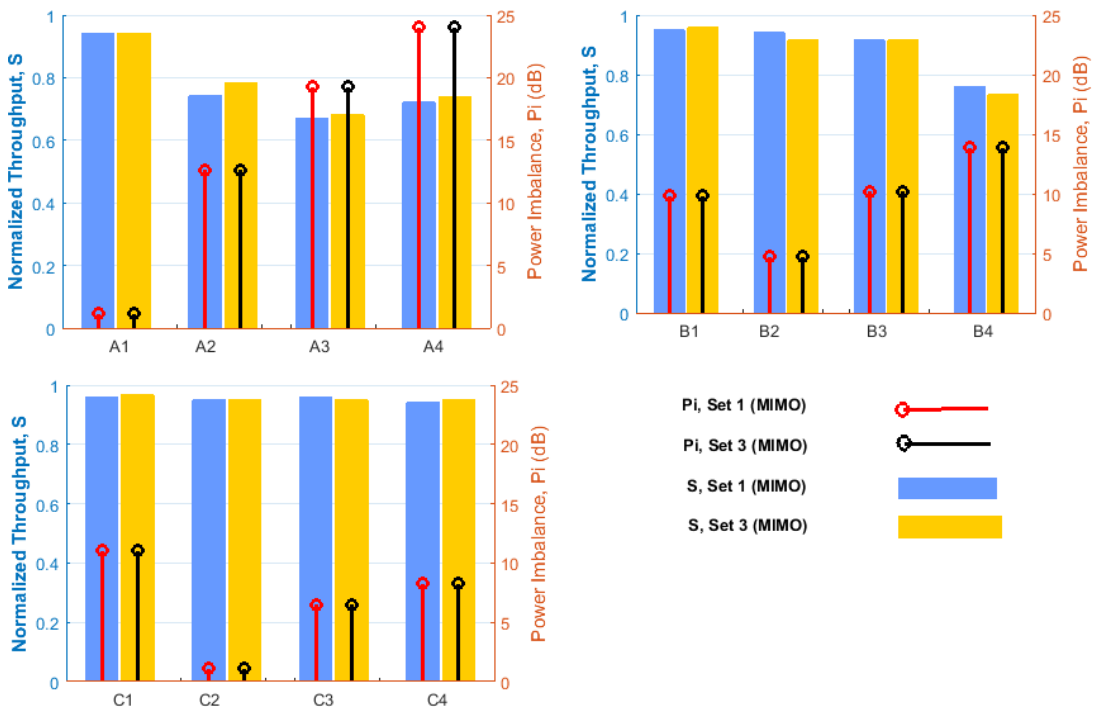 Normalized Throughput, S
1
0.8
0.6
0.4
0.2
0
25
20
15
10
5
0
Power Imbalance, Pi (dB)
A1 A2 A3 A4
Normalized Throughput, S
1
0.8
0.6
0.4
0.2
0
25
20
15
10
5
0
Power Imbalance, Pi (dB)
B1 B2 B3 B4
Normalized Throughput, S
1
0.8
0.6
0.4
0.2
0
25
20
15
10
5
0
Power Imbalance, Pi (dB)
C1 C2 C3 C4
Pi, Set 1 (MIMO)
Pi, Set 3 (MIMO)
S, Set 1 (MIMO)
S, Set 3 (MIMO)